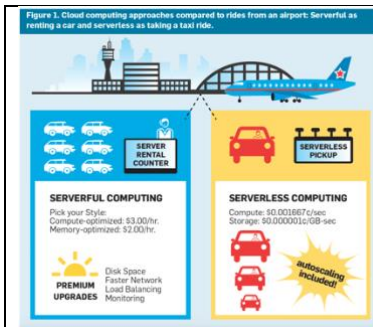 Figure 1. Cloud computing approaches compared to rides from an airport: Serverful as
renting a car and serverless as taking a taxi ride.
SERVER
RENTAL
COUNTER
SERVERLESS
PICKUP
SERVERFUL COMPUTING
Pick your Style:
Compute-optimized: $3.00/hr.
Memory-optimized: $2.00/hr.
PREMIUM
UPGRADES
Disk Space
Faster Network
Load Balancing
Monitoring
SERVERLESS COMPUTING
Compute: $0.001667c/sec
Storage: $0.000001c/GB-sec
autoscaling
included!